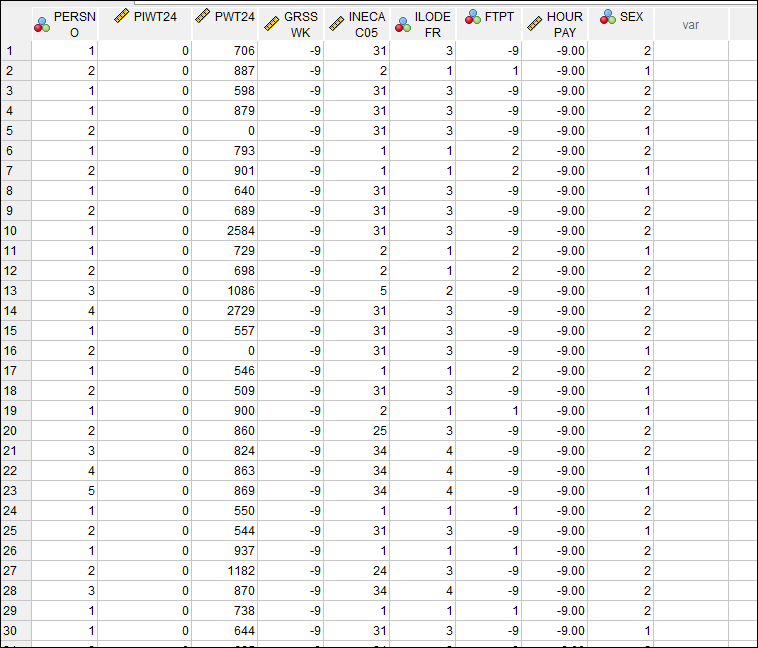 PERSN
O PIWT24 PWT24 GRSS
WK INECA
C05 ILODE
FR FTPT HOUR
PAY SEX var
1 1 0 706 -9 31 3 -9 -9.00 2
2 2 0 887 -9 2 1 1 -9.00 1
3 1 0 598 -9 31 3 -9 -9.00 2
4 1 0 879 -9 31 3 -9 -9.00 2
5 2 0 0 -9 31 3 -9 -9.00 1
6 1 0 793 -9 1 1 2 -9.00 2
7 2 0 901 -9 1 1 2 -9.00 1
8 1 0 640 -9 31 3 -9 -9.00 1
9 2 0 689 -9 31 3 -9 -9.00 2
10 1 0 2584 -9 31 3 -9 -9.00 2
11 1 0 729 -9 2 1 2 -9.00 1
12 2 0 698 -9 2 1 2 -9.00 2
13 3 0 1086 -9 5 2 -9 -9.00 1
14 4 0 2729 -9 31 3 -9 -9.00 2
15 1 0 557 -9 31 3 -9 -9.00 2
16 2 0 0 -9 31 3 -9 -9.00 1
17 1 0 546 -9 1 1 2 -9.00 2
18 2 0 509 -9 31 3 -9 -9.00 1
19 1 0 900 -9 2 1 1 -9.00 1
20 2 0 860 -9 25 3 -9 -9.00 2
21 3 0 824 -9 34 4 -9 -9.00 2
22 4 0 863 -9 34 4 -9 -9.00 1
23 5 0 869 -9 34 4 -9 -9.00 1
24 1 0 550 -9 1 1 1 -9.00 2
25 2 0 544 -9 31 3 -9 -9.00 1
26 1 0 937 -9 1 1 1 -9.00 2
27 2 0 1182 -9 24 3 -9 -9.00 2
28 3 0 870 -9 34 4 -9 -9.00 2
29 1 0 738 -9 1 1 1 -9.00 2
30 1 0 644 -9 31 3 -9 -9.00 1